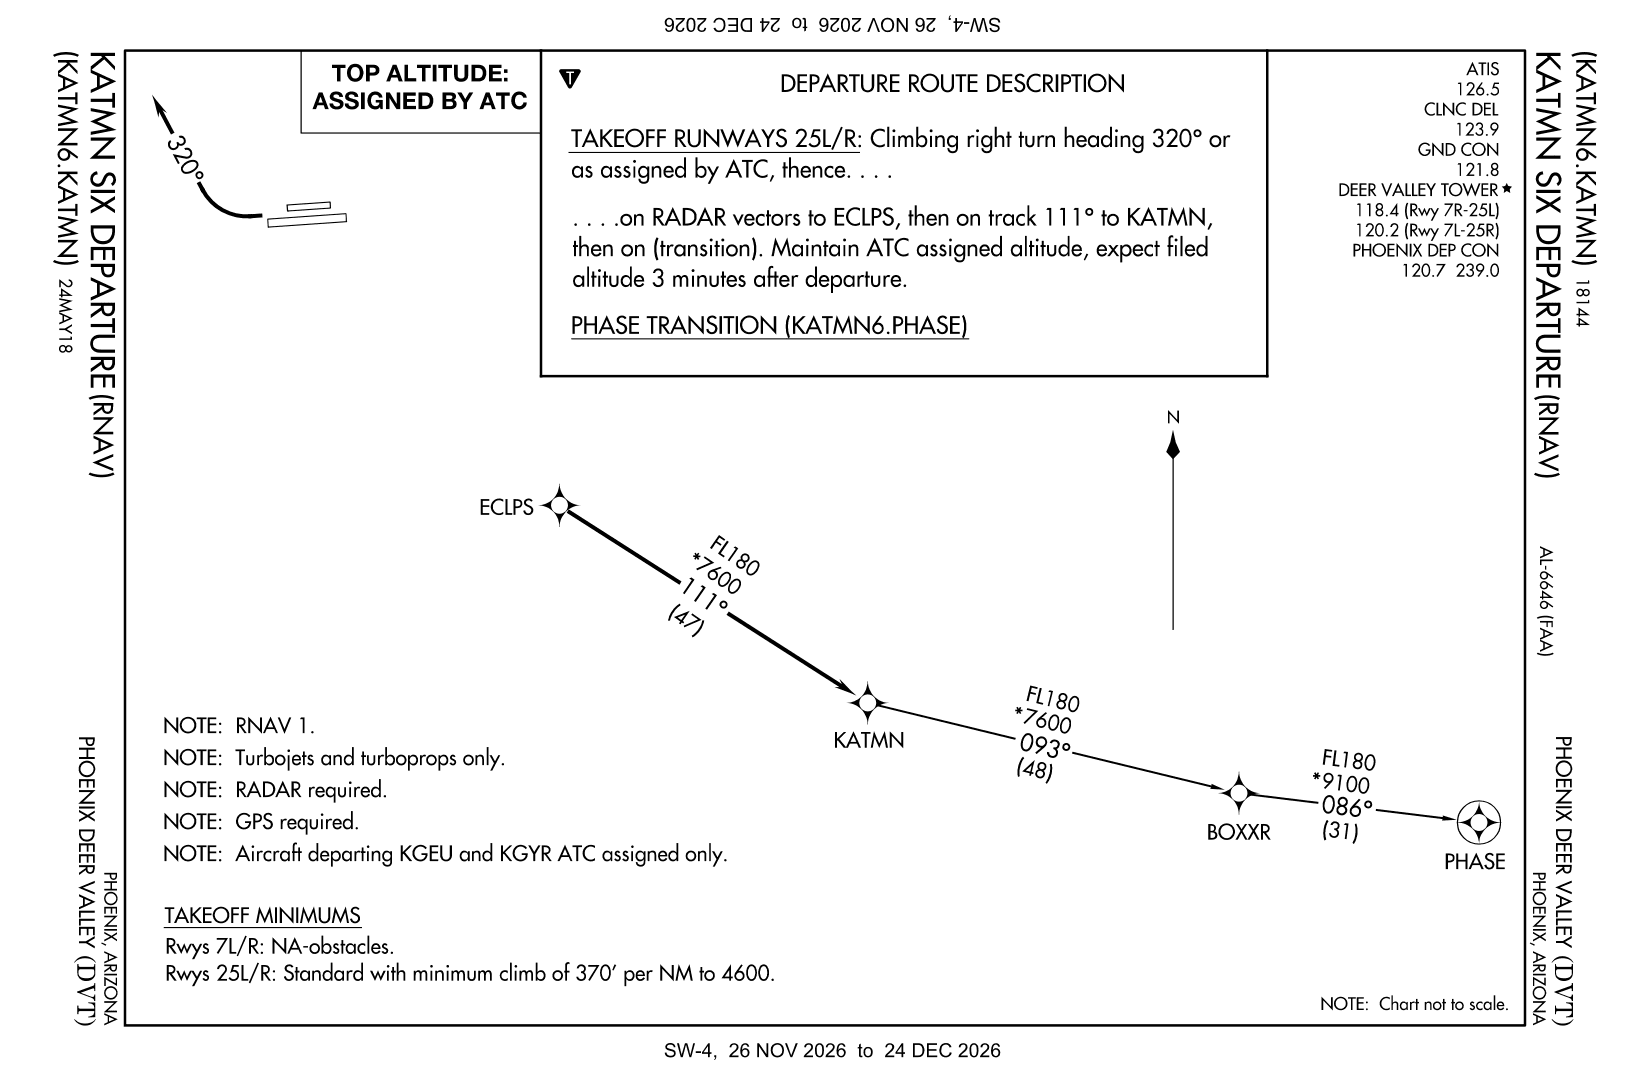 SW-4, 26 NOV 2026 to 24 DEC 2026
(KATMN6.KATMN) 24MAY18
KATMN SIX DEPARTURE (RNAV)
PHOENIX DEER VALLEY (DVT)
PHOENIX, ARIZONA
TOP ALTITUDE:
ASSIGNED BY ATC
320°
T
DEPARTURE ROUTE DESCRIPTION
TAKEOFF RUNWAYS 25L/R: Climbing right turn heading 320° or
as assigned by ATC, thence. . . .
. . . .on RADAR vectors to ECLPS, then on track 111° to KATMN,
then on (transition). Maintain ATC assigned altitude, expect filed
altitude 3 minutes after departure.
PHASE TRANSITION (KATMN6.PHASE)
ATIS
126.5
CLNC DEL
123.9
GND CON
121.8
DEER VALLEY TOWER★
118.4 (Rwy 7R-25L)
120.2 (Rwy 7L-25R)
PHOENIX DEP CON
120.7 239.0
(KATMN6.KATMN) 18144
KATMN SIX DEPARTURE (RNAV)
AL-6646 (FAA)
PHOENIX DEER VALLEY (DVT)
PHOENIX, ARIZONA
N
ECLPS
FL180
*7600
111°
(47)
KATMN
FL180
*7600
093°
(48)
BOXXR
FL180
*9100
086°
(31)
PHASE
NOTE: RNAV 1.
NOTE: Turbojets and turboprops only.
NOTE: RADAR required.
NOTE: GPS required.
NOTE: Aircraft departing KGEU and KGYR ATC assigned only.
TAKEOFF MINIMUMS
Rwys 7L/R: NA-obstacles.
Rwys 25L/R: Standard with minimum climb of 370’ per NM to 4600.
NOTE: Chart not to scale.
SW-4, 26 NOV 2026 to 24 DEC 2026